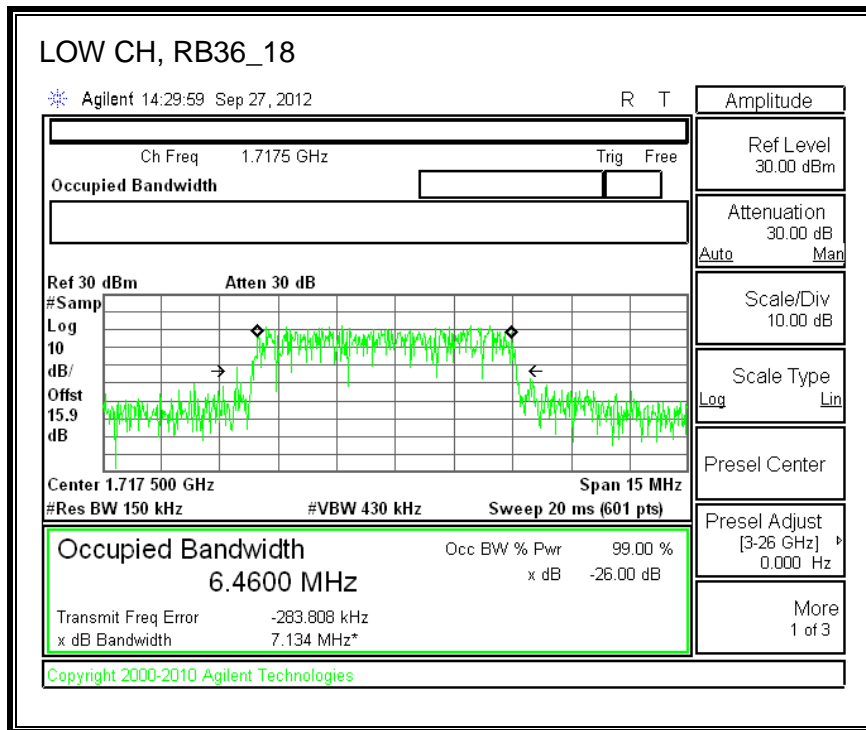 LOW CH, RB36_18
Agilent 14:29:59 Sep 27, 2012 R T
Amplitude
Ch Freq 1.7175 GHz Trig Free
Occupied Bandwidth
Ref Level
30.00 dBm
Attenuation
30.00 dB
Auto Man
Scale/Div
10.00 dB
Scale Type
Log Lin
Presel Center
Presel Adjust
[3-26 GHz]
0.000 Hz
More
1 of 3
Ref 30 dBm Atten 30 dB
#Samp
Log
10
dB/
Offst
15.9
dB
Center 1.717 500 GHz Span 15 MHz
#Res BW 150 kHz #VBW 430 kHz Sweep 20 ms (601 pts)
Occupied Bandwidth Occ BW % Pwr 99.00 %
6.4600 MHz x dB -26.00 dB
Transmit Freq Error -283.808 kHz
x dB Bandwidth 7.134 MHz*
Copyright 2000-2010 Agilent Technologies